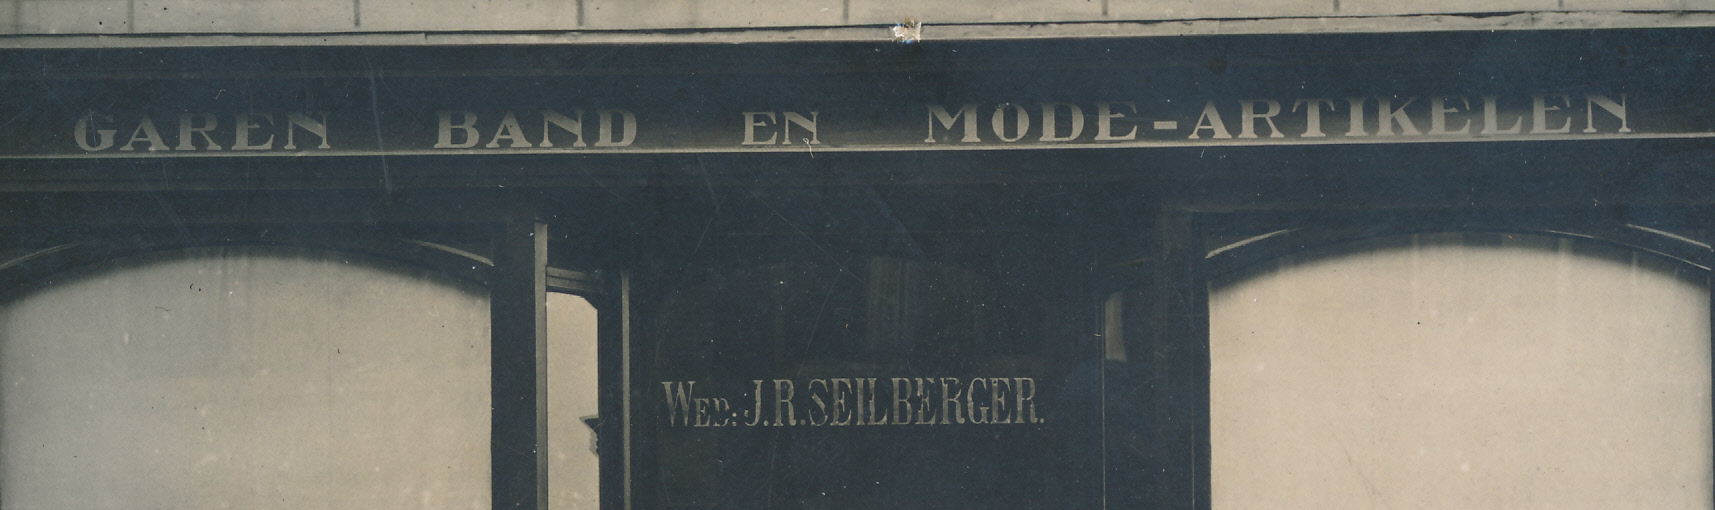 GAREN BAND EN MODE-ARTIKELEN
WED: J.R. SEILBERGER.